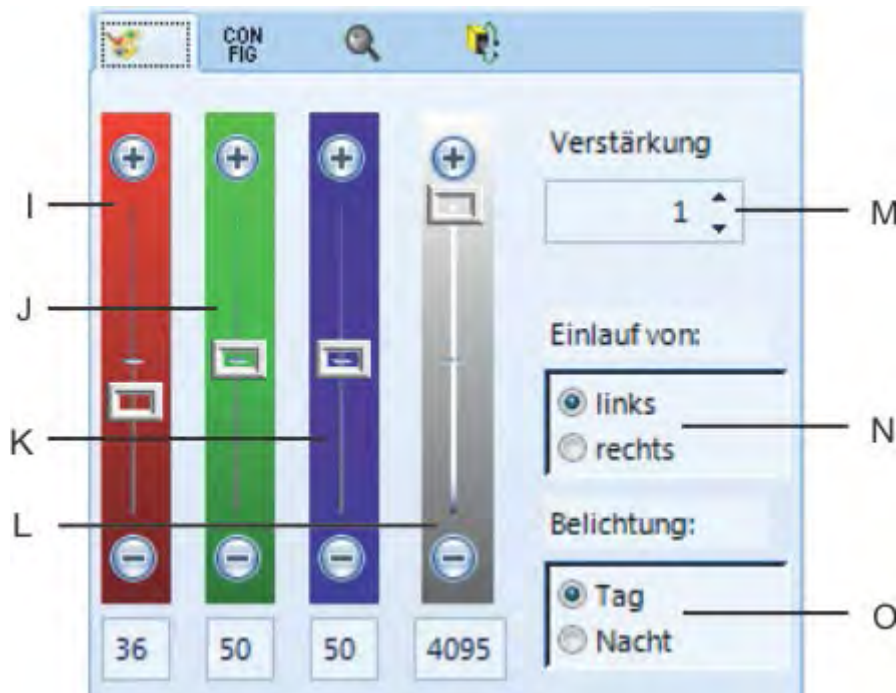 CON
FIG
Verstärkung
I
1
M
J
Einlauf von:
links
N
K
rechts
L
Belichtung:
Tag
O
Nacht
36
50
50
4095